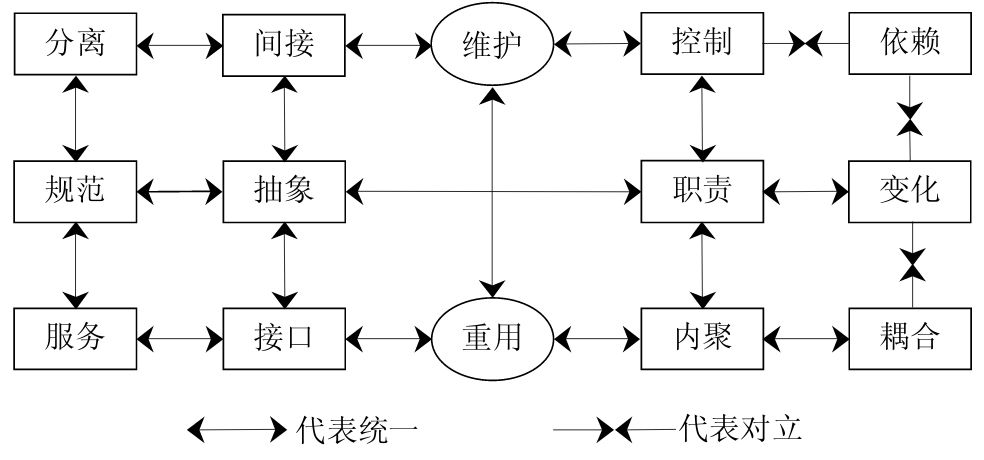 分离 间接 维护 控制 依赖
规范 抽象 职责 变化
服务 接口 重用 内聚 耦合
代表统一 代表对立